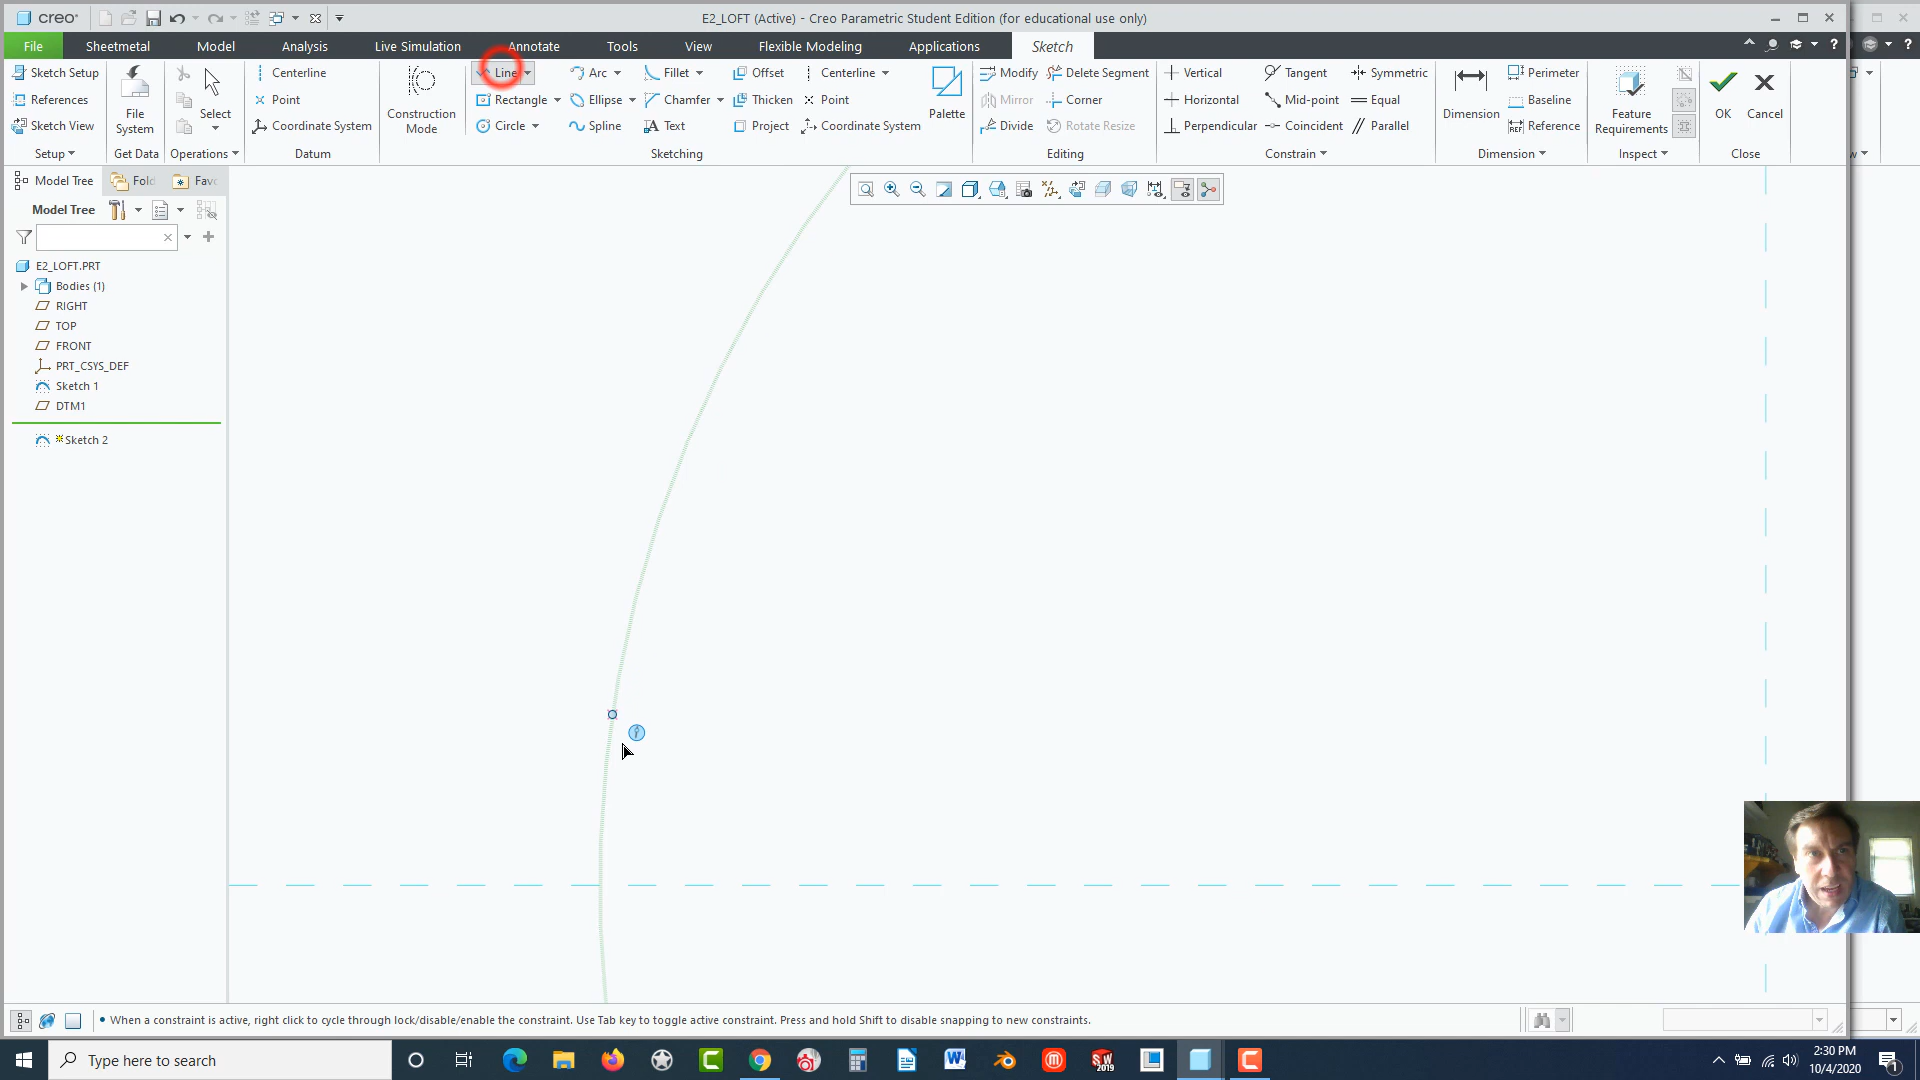 creo
E2_LOFT (Active) - Creo Parametric Student Edition (for educational use only)
File Sheetmetal Model Analysis Live Simulation Annotate Tools View Flexible Modeling Applications Sketch
Sketch Setup Centerline Line Arc Fillet Offset Centerline Modify Delete Segment Vertical Tangent Symmetric Perimeter
References File System Select Point Construction Mode Rectangle Ellipse Chamfer Thicken Point Palette Mirror Corner Horizontal Mid-point Equal Dimension Baseline Feature Requirements OK Cancel
Sketch View Coordinate System Circle Spline Text Project Coordinate System Divide Rotate Resize Perpendicular Coincident Parallel REF Reference
Setup Get Data Operations Datum Sketching Editing Constrain Dimension Inspect Close
Model Tree Fold Fav
Model Tree
E2_LOFT.PRT
Bodies (1)
RIGHT
TOP
FRONT
PRT_CSYS_DEF
Sketch 1
DTM1
Sketch 2
• When a constraint is active, right click to cycle through lock/disable/enable the constraint. Use Tab key to toggle active constraint. Press and hold Shift to disable snapping to new constraints.
Type here to search
SW 2019
2:30 PM
10/4/2020
1